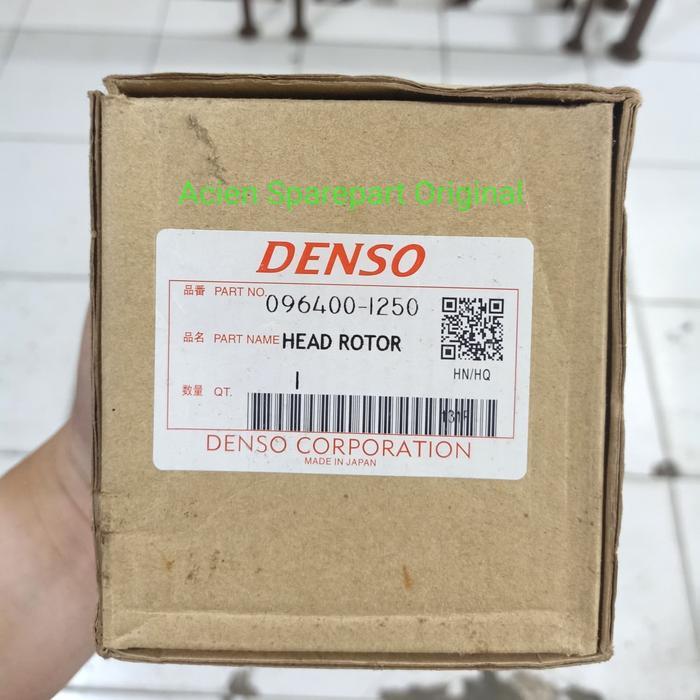 Acien Sparepart Original
DENSO
品番 PART NO. 096400-1250
品名 PART NAME HEAD ROTOR
HN/HQ
数量 QT. 1
DENSO CORPORATION
MADE IN JAPAN